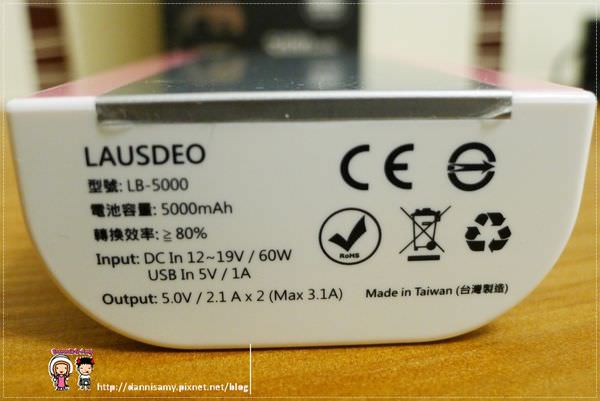 LAUSDEO
型號: LB-5000
電池容量: 5000mAh
轉換效率: ≧ 80%
Input: DC In 12~19V / 60W
USB In 5V / 1A
Output: 5.0V / 2.1 A x 2 (Max 3.1A)
CE
RoHS
Made in Taiwan (台灣製造)
http://dannisamy.pixnet.net/blog